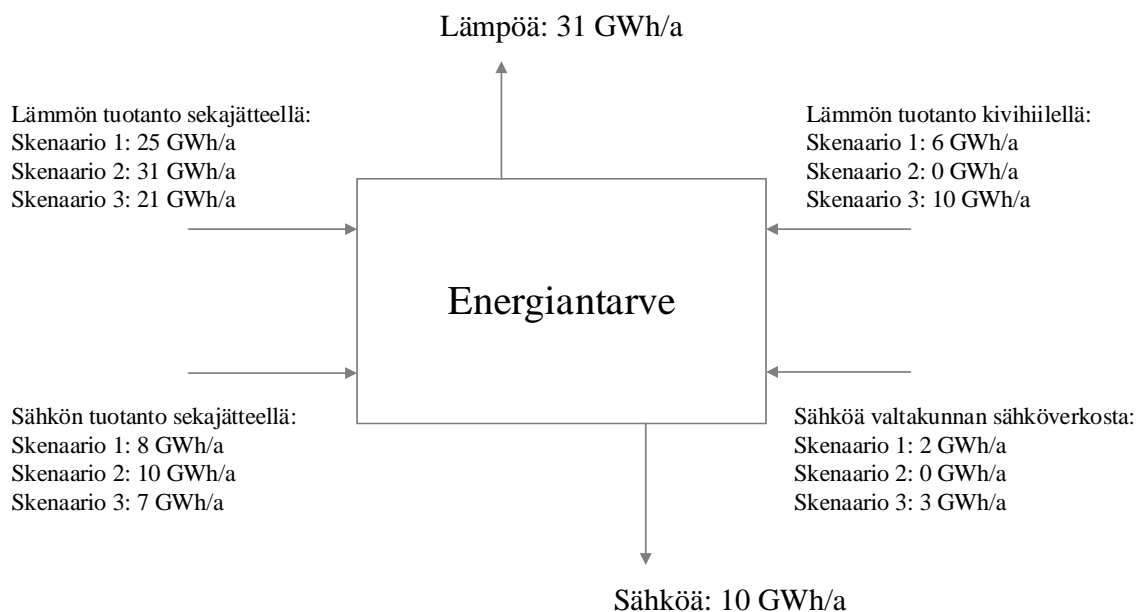 Lämpöä: 31 GWh/a
Lämmön tuotanto sekajätteellä:
Skenaario 1: 25 GWh/a
Skenaario 2: 31 GWh/a
Skenaario 3: 21 GWh/a
Lämmön tuotanto kivihiilellä:
Skenaario 1: 6 GWh/a
Skenaario 2: 0 GWh/a
Skenaario 3: 10 GWh/a
Energiantarve
Sähkön tuotanto sekajätteellä:
Skenaario 1: 8 GWh/a
Skenaario 2: 10 GWh/a
Skenaario 3: 7 GWh/a
Sähköä valtakunnan sähköverkosta:
Skenaario 1: 2 GWh/a
Skenaario 2: 0 GWh/a
Skenaario 3: 3 GWh/a
Sähköä: 10 GWh/a